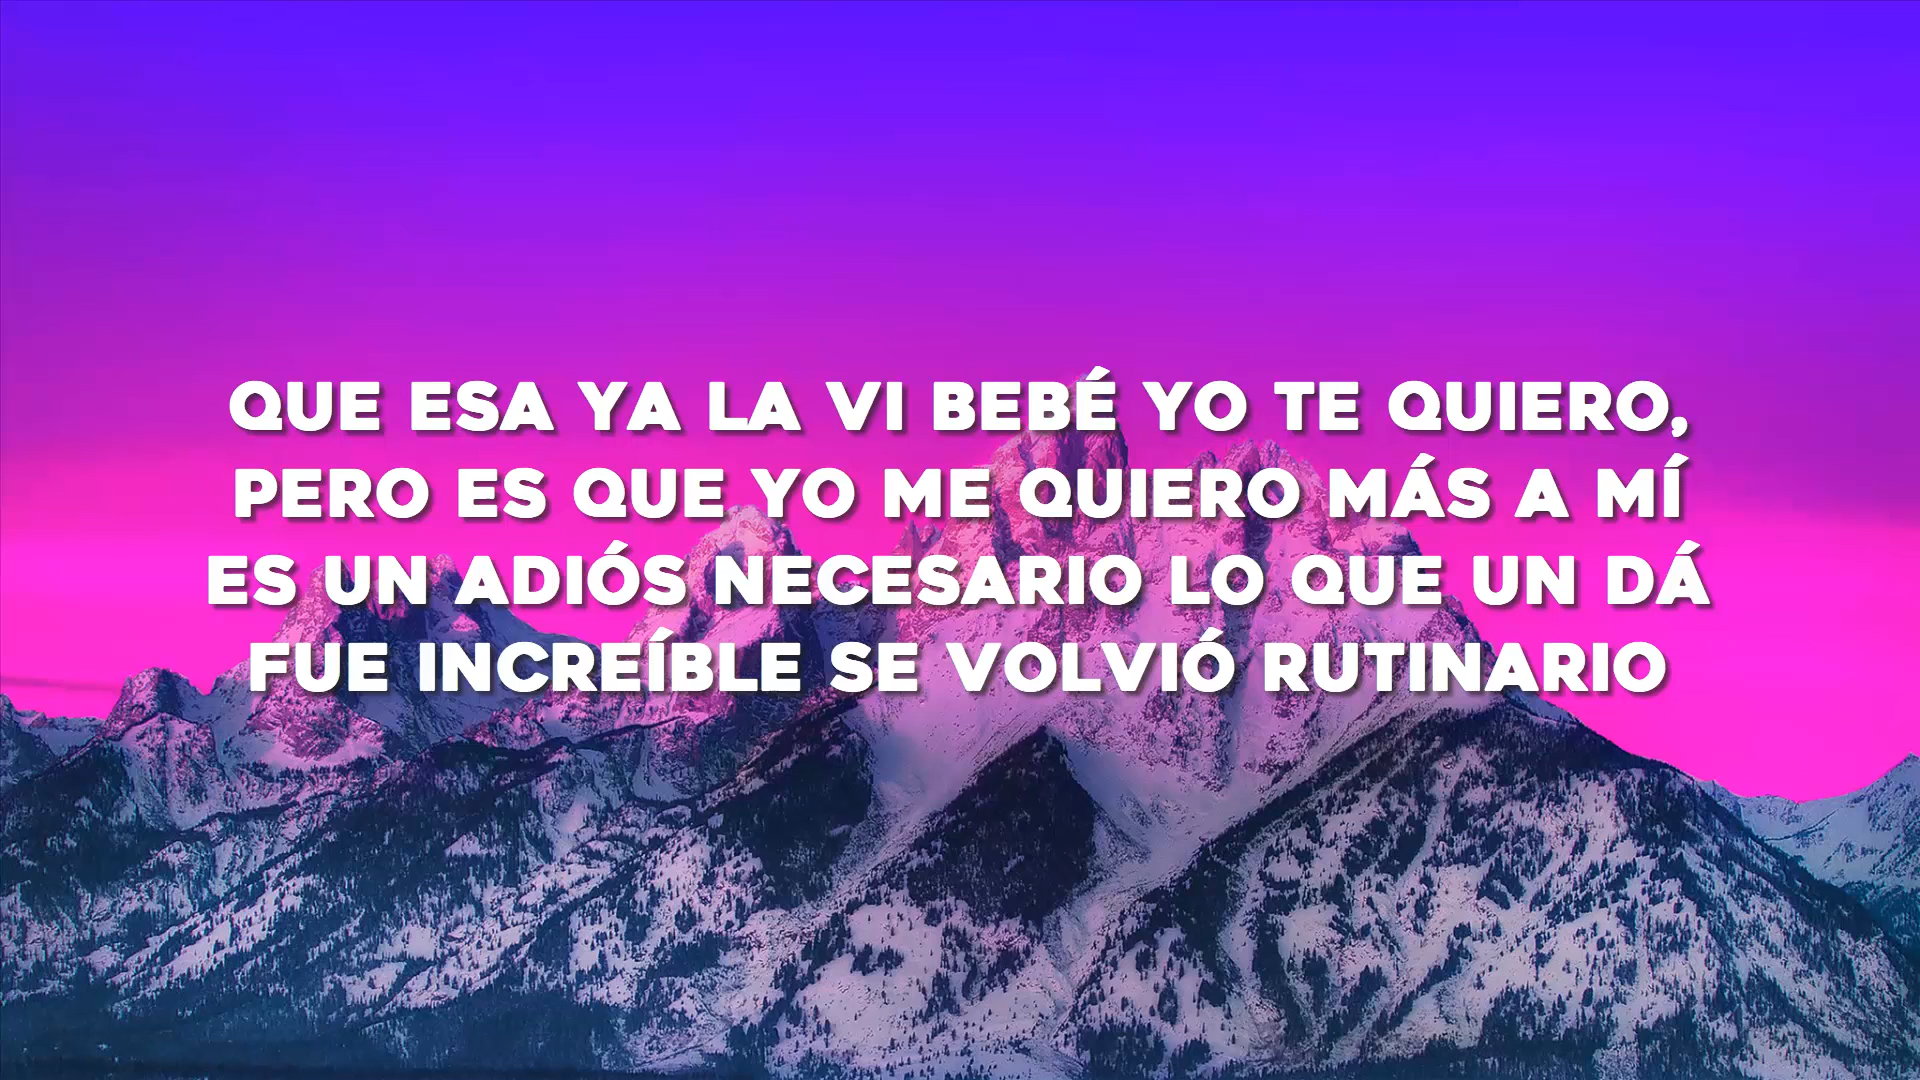 QUE ESA YA LA VI BEBÉ YO TE QUIERO,
PERO ES QUE YO ME QUIERO MÁS A MÍ
ES UN ADIÓS NECESARIO LO QUE UN DÁ
FUE INCREÍBLE SE VOLVIÓ RUTINARIO